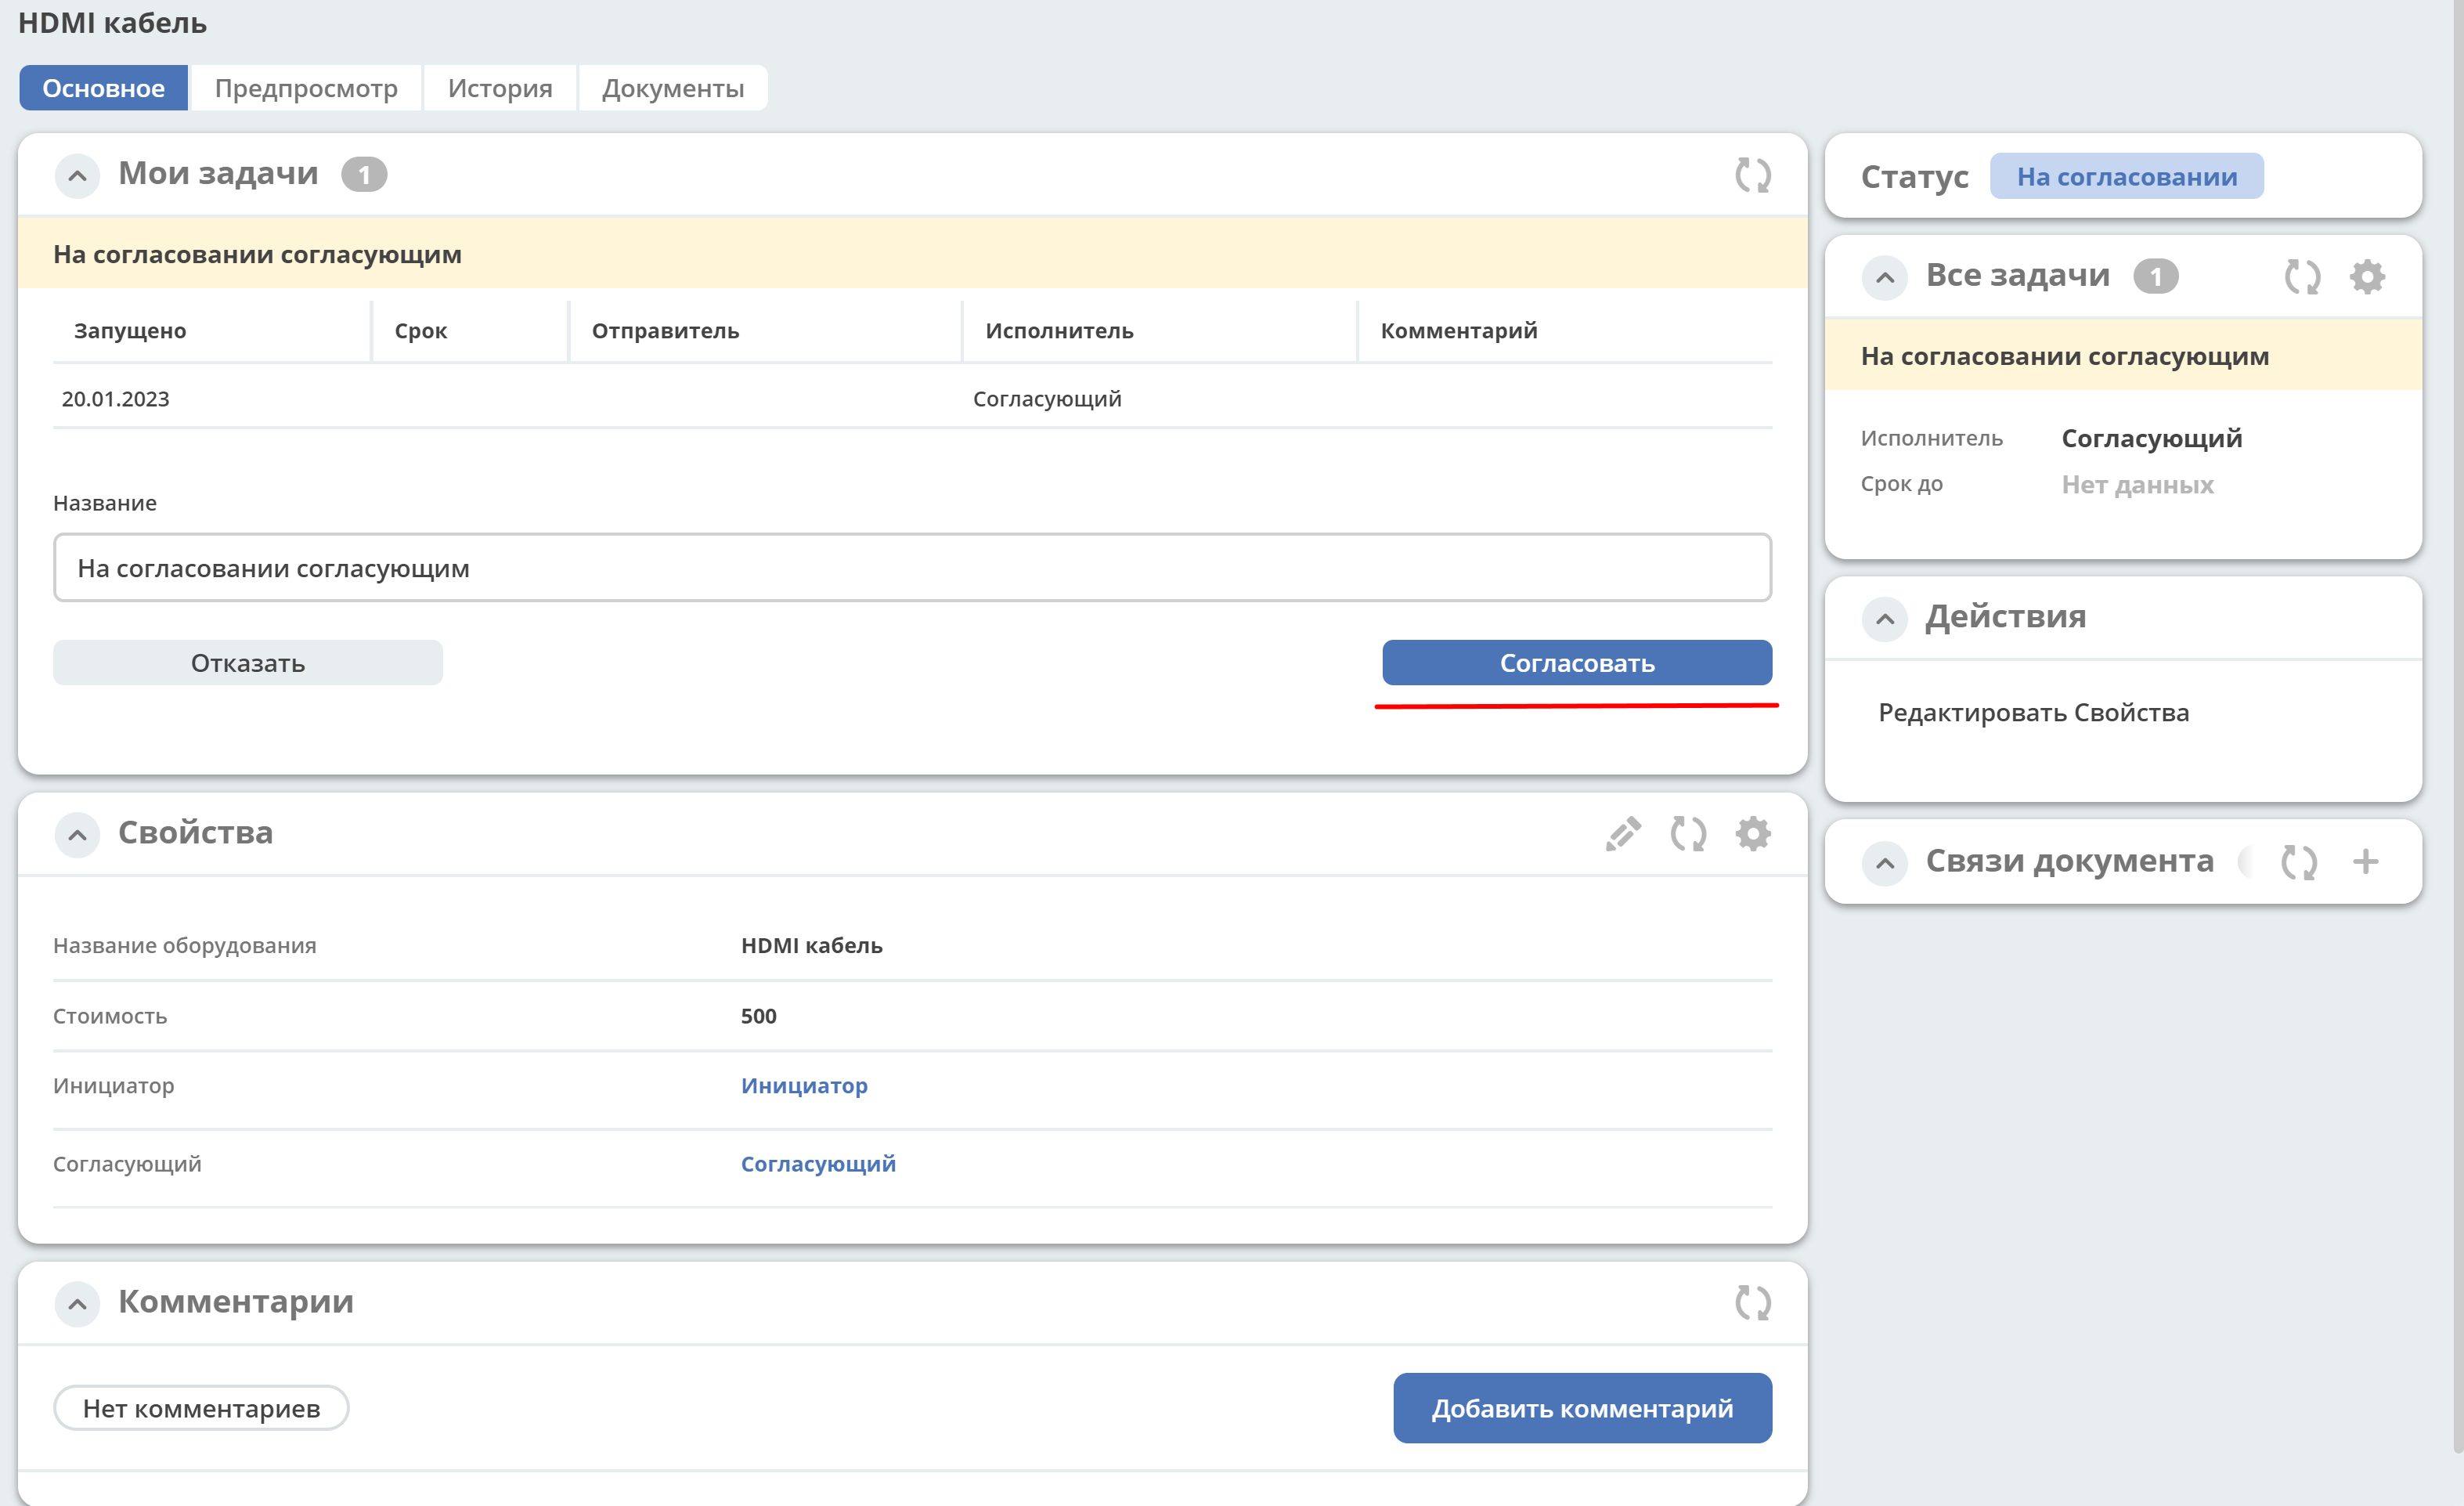 HDMI кабель
Основное Предпросмотр История Документы
Мои задачи 1
На согласовании согласующим
Запущено Срок Отправитель Исполнитель Комментарий
20.01.2023 Согласующий
Название
На согласовании согласующим
Отказать Согласовать
Свойства
Название оборудования HDMI кабель
Стоимость 500
Инициатор Инициатор
Согласующий Согласующий
Комментарии
Нет комментариев Добавить комментарий
Статус На согласовании
Все задачи 1
На согласовании согласующим
Исполнитель Согласующий
Срок до Нет данных
Действия
Редактировать Свойства
Связи документа